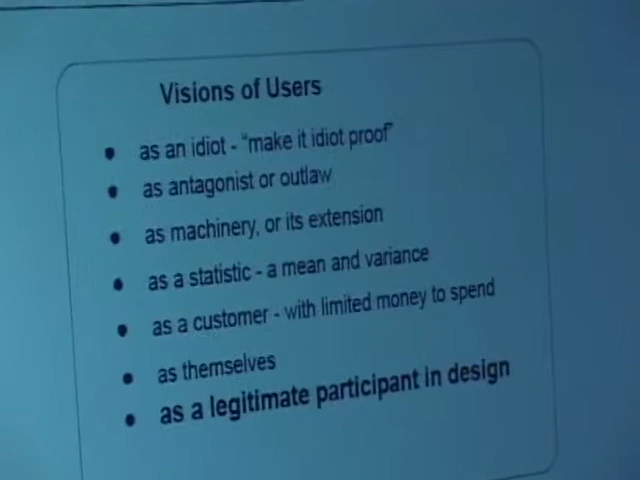 Visions of Users
• as an idiot - "make it idiot proof"
• as antagonist or outlaw
• as machinery, or its extension
• as a statistic - a mean and variance
• as a customer - with limited money to spend
• as themselves
• as a legitimate participant in design